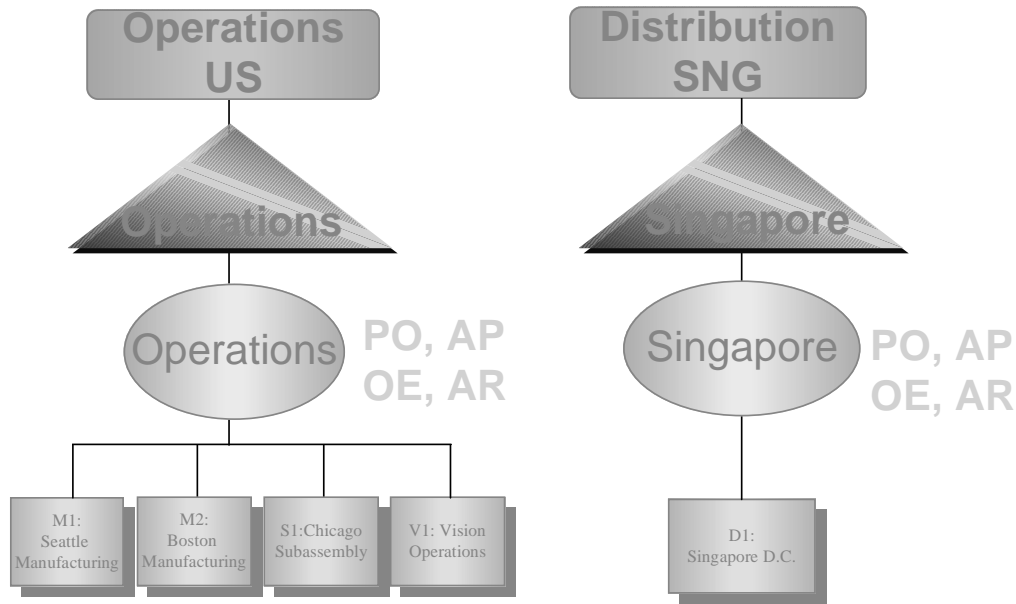 Operations
US
Distribution
SNG
Operations
Singapore
Operations
PO, AP
OE, AR
Singapore
PO, AP
OE, AR
M1:
Seattle
Manufacturing
M2:
Boston
Manufacturing
S1:Chicago
Subassembly
V1: Vision
Operations
D1:
Singapore D.C.